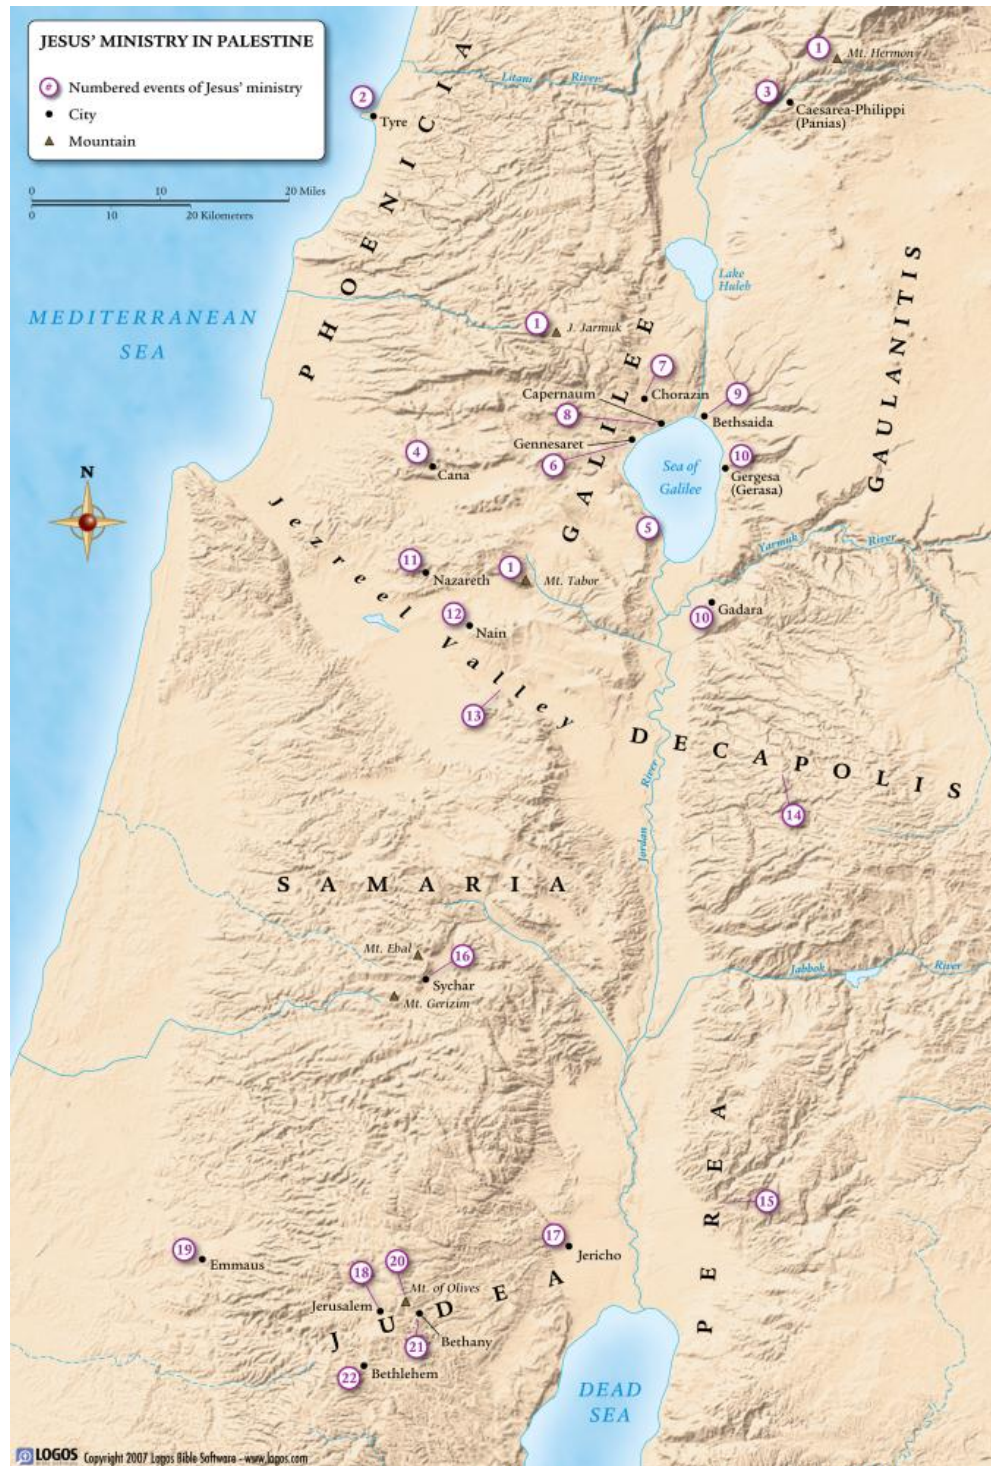 JESUS' MINISTRY IN PALESTINE
# Numbered events of Jesus' ministry
City
Mountain
0 10 20 Miles
0 10 20 Kilometers
N
MEDITERRANEAN
SEA
PHOENICIA
Litani River
1 Mt. Hermon
2 Tyre
3 Caesarea-Philippi
(Panias)
Lake
Huleh
GAULANITIS
GALILEE
1 J. Jarmuk
7 Chorazin
Capernaum
8
9 Bethsaida
Gennesaret
6
4 Cana
Sea of
Galilee
10 Gergesa
(Gerasa)
5
Jezreel Valley
Yarmuk River
11 Nazareth
1 Mt. Tabor
10 Gadara
12 Nain
13
DECAPOLIS
14
Jordan River
SAMARIA
Mt. Ebal
16
Sychar
Mt. Gerizim
Jabbok River
PEREA
15
17 Jericho
19 Emmaus
18
20
Mt. of Olives
Jerusalem
JUDEA
21 Bethany
22 Bethlehem
DEAD
SEA
LOGOS Copyright 2007 Logos Bible Software - www.logos.com